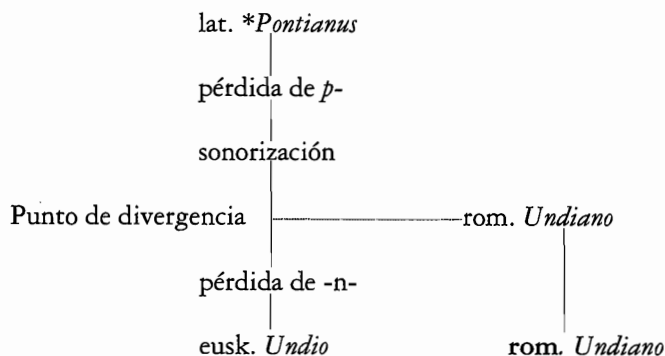 lat. *Pontianus
pérdida de p-
sonorización
Punto de divergencia rom. Undiano
pérdida de -n-
eusk. Undio rom. Undiano